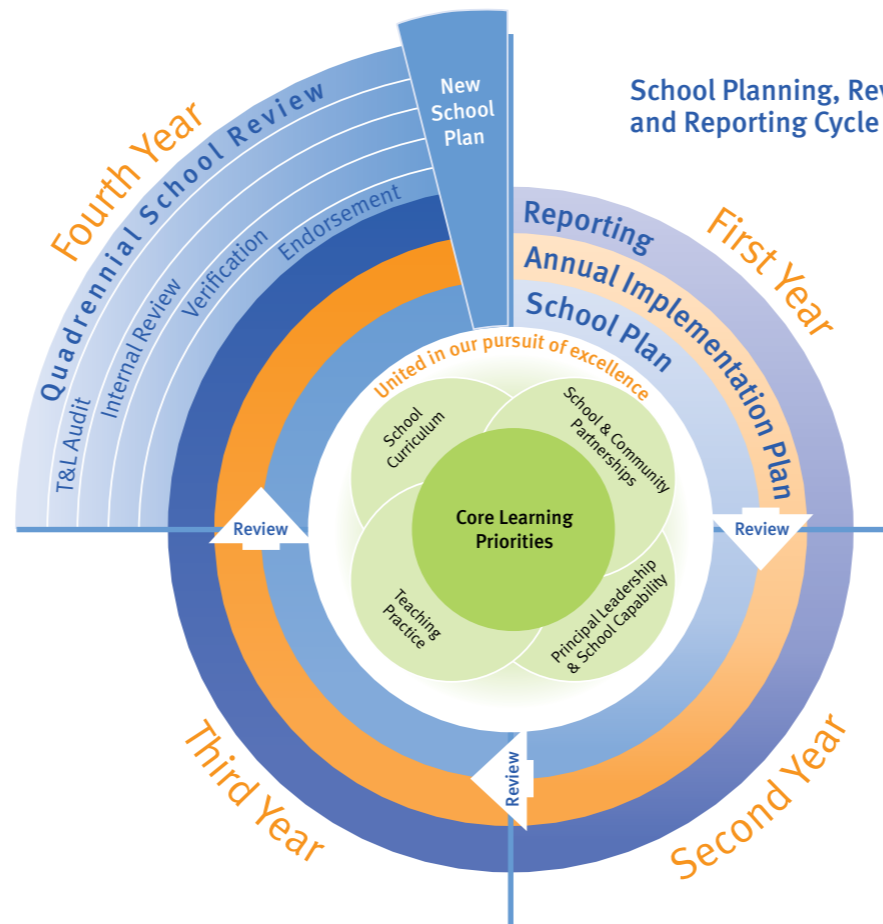 New
School
Plan
School Planning,
and Reporting Cycle
Fourth Year
Quadrennial School Review
T&L Audit
Internal Review
Verification
Endorsement
First Year
Reporting
Annual Implementation Plan
School Plan
United in our pursuit of excellence
School
Curriculum
School & Community
Partnerships
Core Learning
Priorities
Teaching
Practice
Principal Leadership
& School Capability
Review
Review
Review
Third Year
Second Year